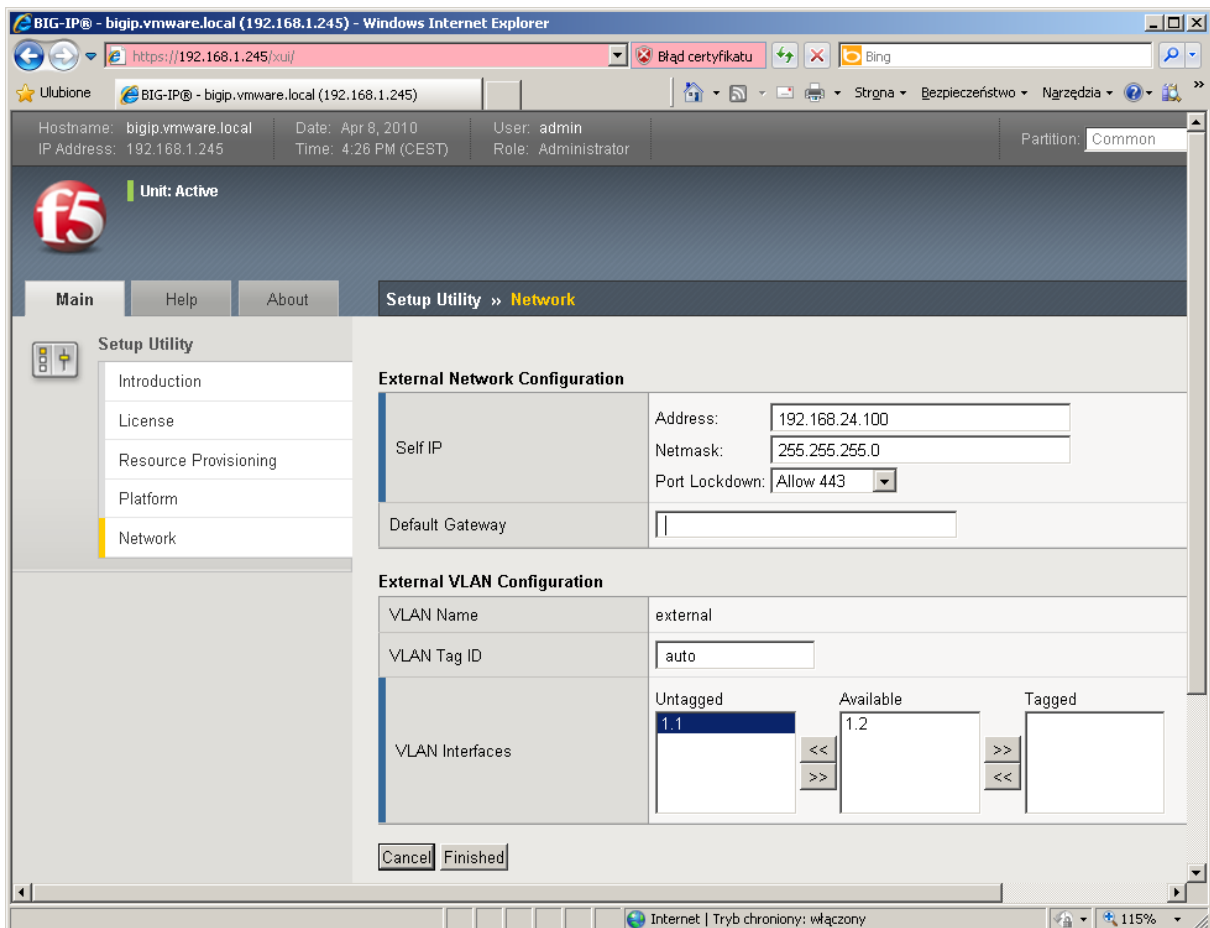 BIG-IP® - bigip.vmware.local (192.168.1.245) - Windows Internet Explorer
https://192.168.1.245/xui/
Błąd certyfikatu
Bing
Ulubione
BIG-IP® - bigip.vmware.local (192.168.1.245)
Strona
Bezpieczeństwo
Narzędzia
»
Hostname: bigip.vmware.local
Date: Apr 8, 2010
User: admin
IP Address: 192.168.1.245
Time: 4:26 PM (CEST)
Role: Administrator
Partition: Common
f5
Unit: Active
Main
Help
About
Setup Utility » Network
Setup Utility
Introduction
License
Resource Provisioning
Platform
Network
External Network Configuration
Self IP
Address: 192.168.24.100
Netmask: 255.255.255.0
Port Lockdown: Allow 443
Default Gateway
External VLAN Configuration
VLAN Name
external
VLAN Tag ID
auto
VLAN Interfaces
Untagged
Available
Tagged
1.1
1.2
<<
>>
>>
<<
Cancel
Finished
Internet | Tryb chroniony: włączony
115%